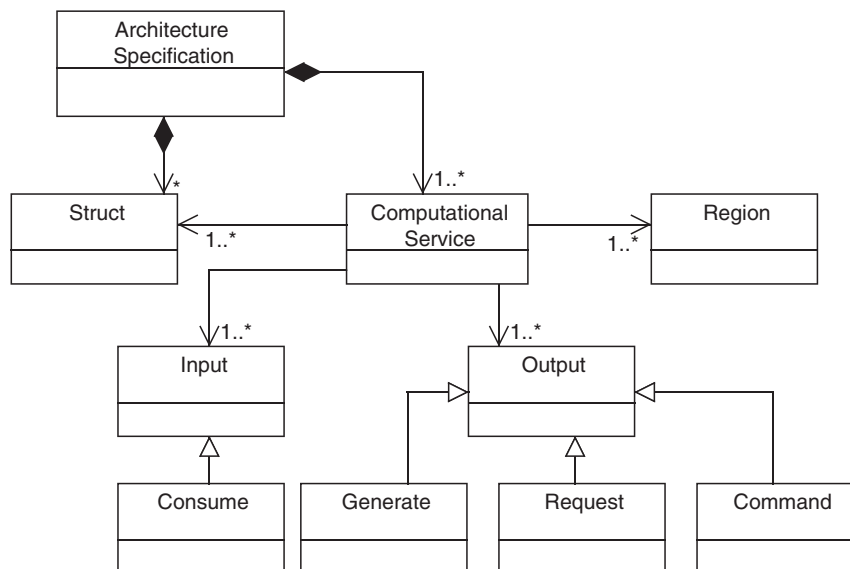 Architecture
Specification
*
1..*
Struct
Computational
Service
Region
1..*
1..*
1..*
1..*
Input
Output
Consume
Generate
Request
Command